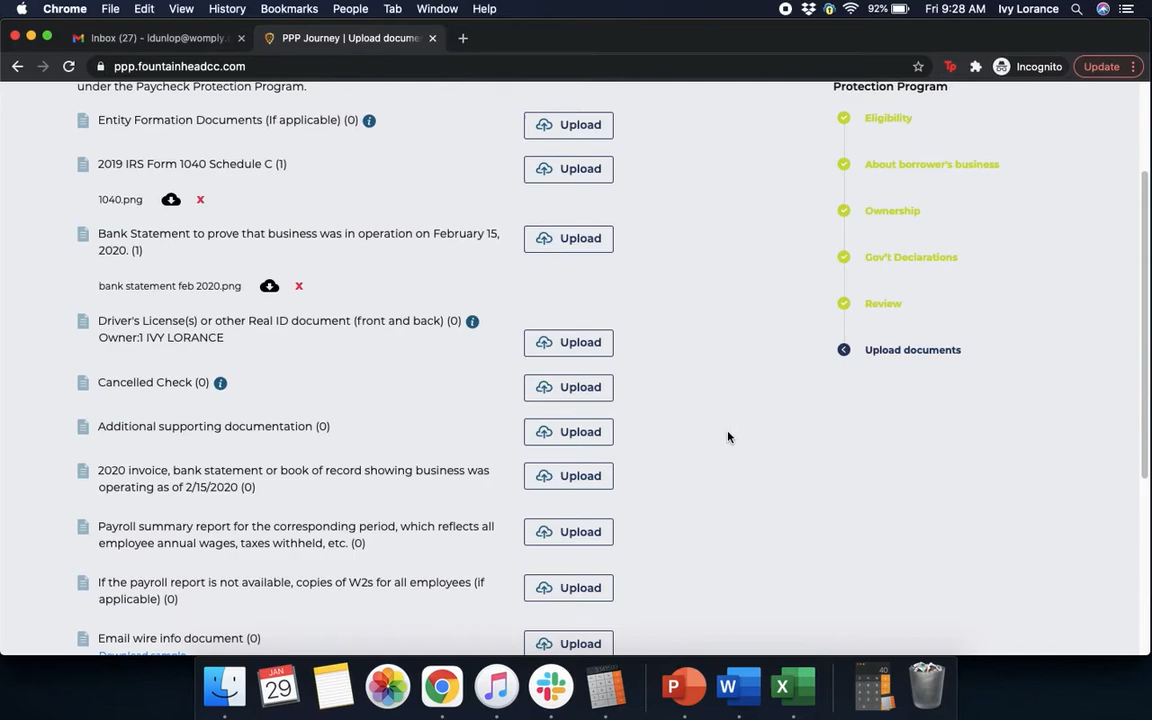 Chrome File Edit View History Bookmarks People Tab Window Help 92% Fri 9:28 AM Ivy Lorance
Inbox (27) - ldunlop@womply. PPP Journey | Upload docume
ppp.fountainheadcc.com Incognito Update
under the Paycheck Protection Program.
Protection Program
Entity Formation Documents (If applicable) (0) Upload
Eligibility
2019 IRS Form 1040 Schedule C (1) Upload
About borrower's business
1040.png X
Ownership
Bank Statement to prove that business was in operation on February 15,
2020. (1)
Upload
Gov't Declarations
bank statement feb 2020.png X
Review
Driver's License(s) or other Real ID document (front and back) (0)
Owner:1 IVY LORANCE
Upload
Upload documents
Cancelled Check (0) Upload
Additional supporting documentation (0) Upload
2020 invoice, bank statement or book of record showing business was
operating as of 2/15/2020 (0)
Upload
Payroll summary report for the corresponding period, which reflects all
employee annual wages, taxes withheld, etc. (0)
Upload
If the payroll report is not available, copies of W2s for all employees (if
applicable) (0)
Upload
Email wire info document (0) Upload
Download sample
JAN
29
P W X 40